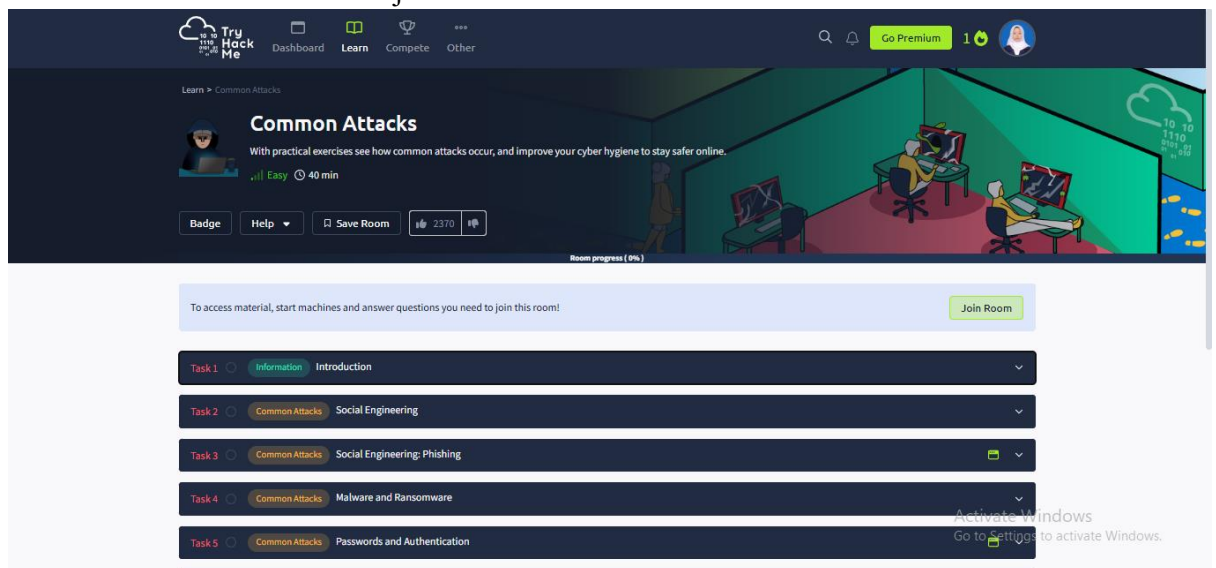 Try
Hack
Me
Dashboard
Learn
Compete
Other
Go Premium
1
Learn > Common Attacks
Common Attacks
With practical exercises see how common attacks occur, and improve your cyber hygiene to stay safer online.
Easy 40 min
Badge
Help
Save Room
2370
Room progress ( 0% )
To access material, start machines and answer questions you need to join this room!
Join Room
Task 1 Information Introduction
Task 2 Common Attacks Social Engineering
Task 3 Common Attacks Social Engineering: Phishing
Task 4 Common Attacks Malware and Ransomware
Activate Windows
Task 5 Common Attacks Passwords and Authentication
Go to Settings to activate Windows.